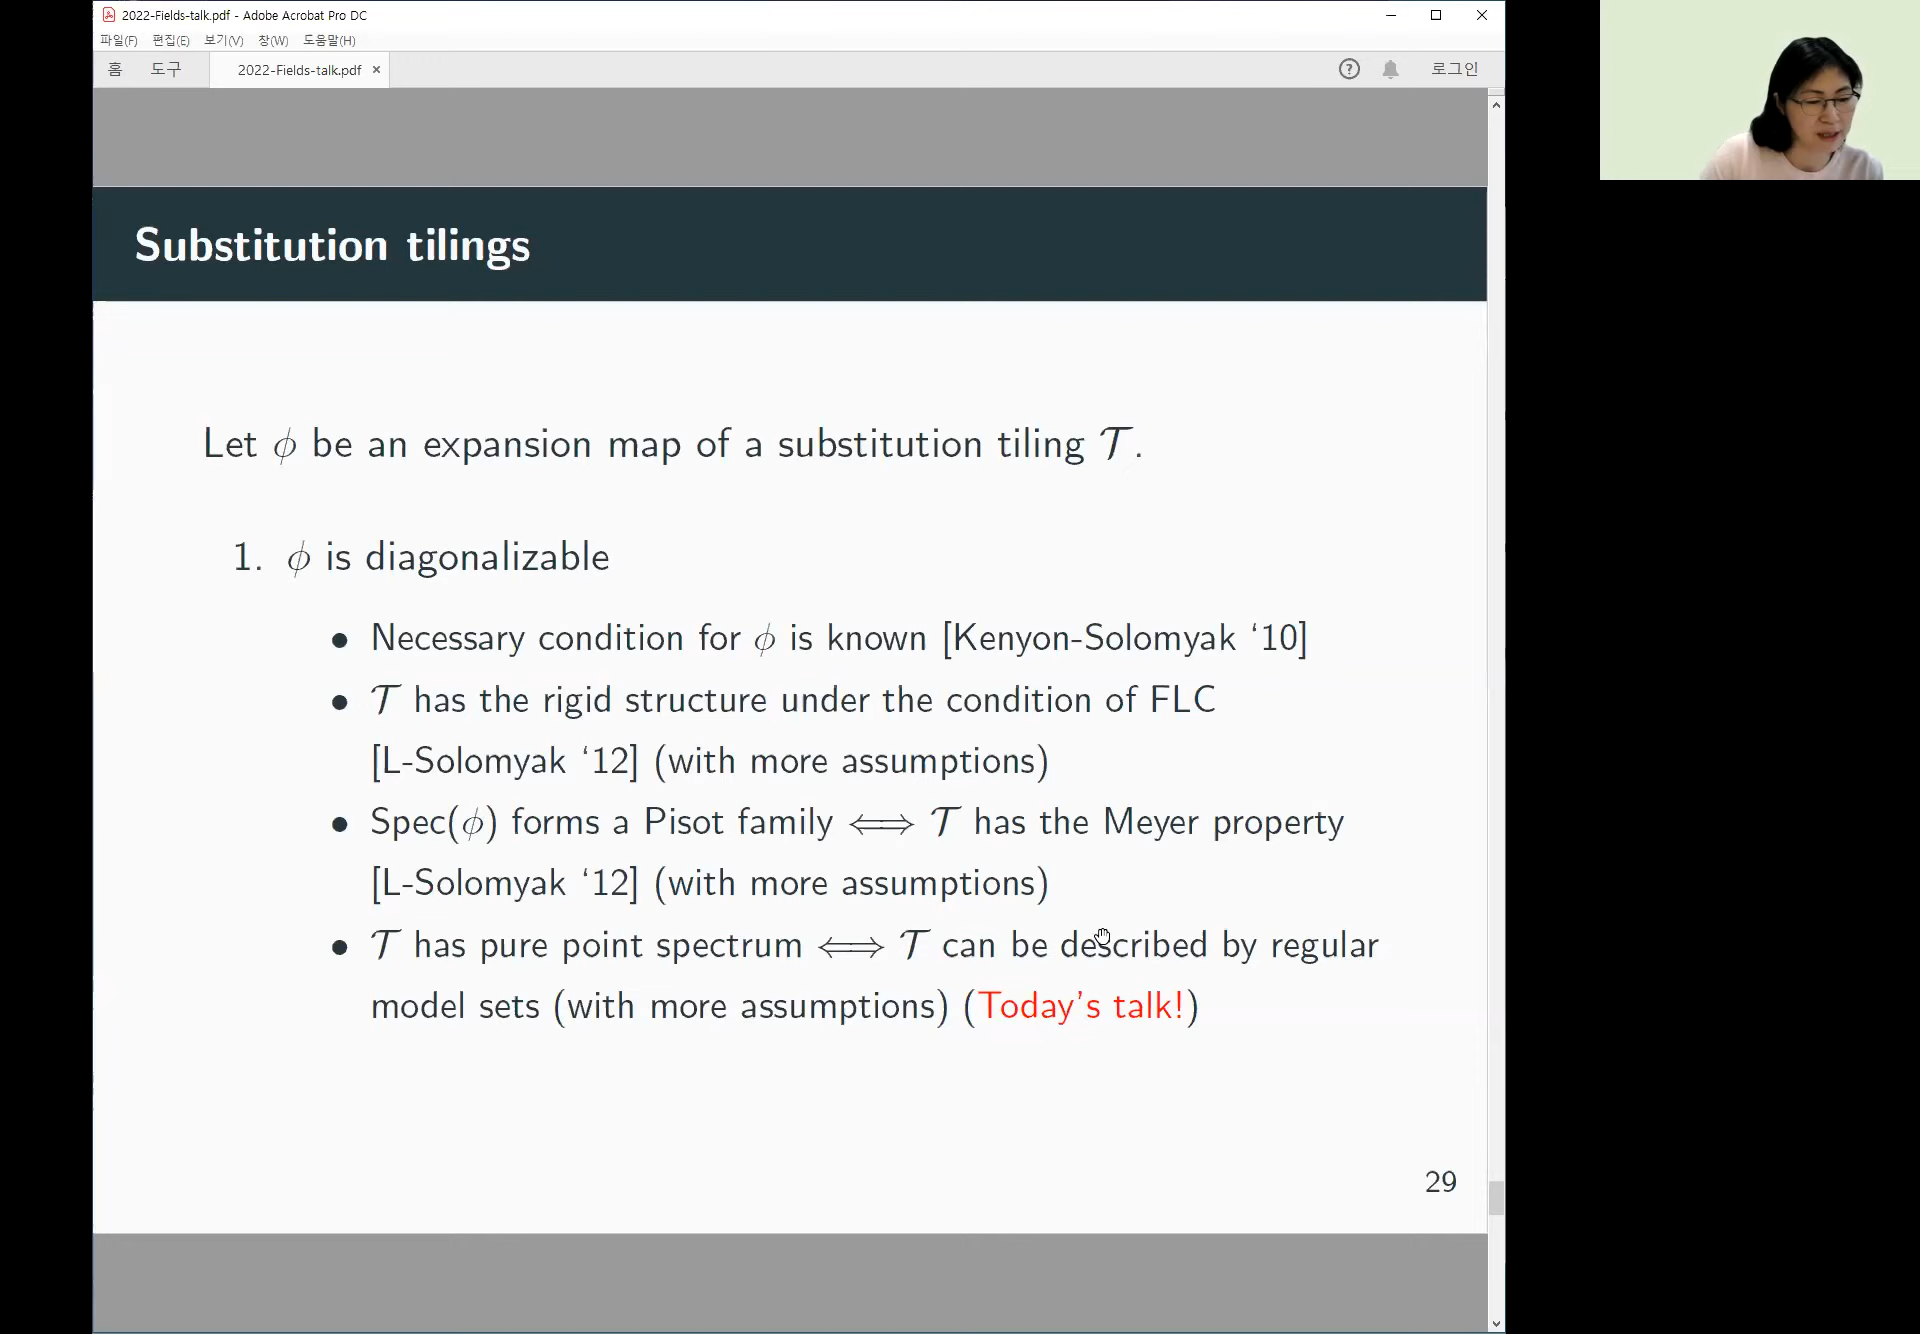 2022-Fields-talk.pdf - Adobe Acrobat Pro DC
파일(F) 편집(E) 보기(V) 창(W) 도움말(H)
홈 도구 2022-Fields-talk.pdf × ? 로그인
Substitution tilings
Let ϕ be an expansion map of a substitution tiling 𝒯.
1. ϕ is diagonalizable
• Necessary condition for ϕ is known [Kenyon-Solomyak ‘10]
• 𝒯 has the rigid structure under the condition of FLC
[L-Solomyak ‘12] (with more assumptions)
• Spec(ϕ) forms a Pisot family ⟺ 𝒯 has the Meyer property
[L-Solomyak ‘12] (with more assumptions)
• 𝒯 has pure point spectrum ⟺ 𝒯 can be described by regular
model sets (with more assumptions) (Today’s talk!)
29